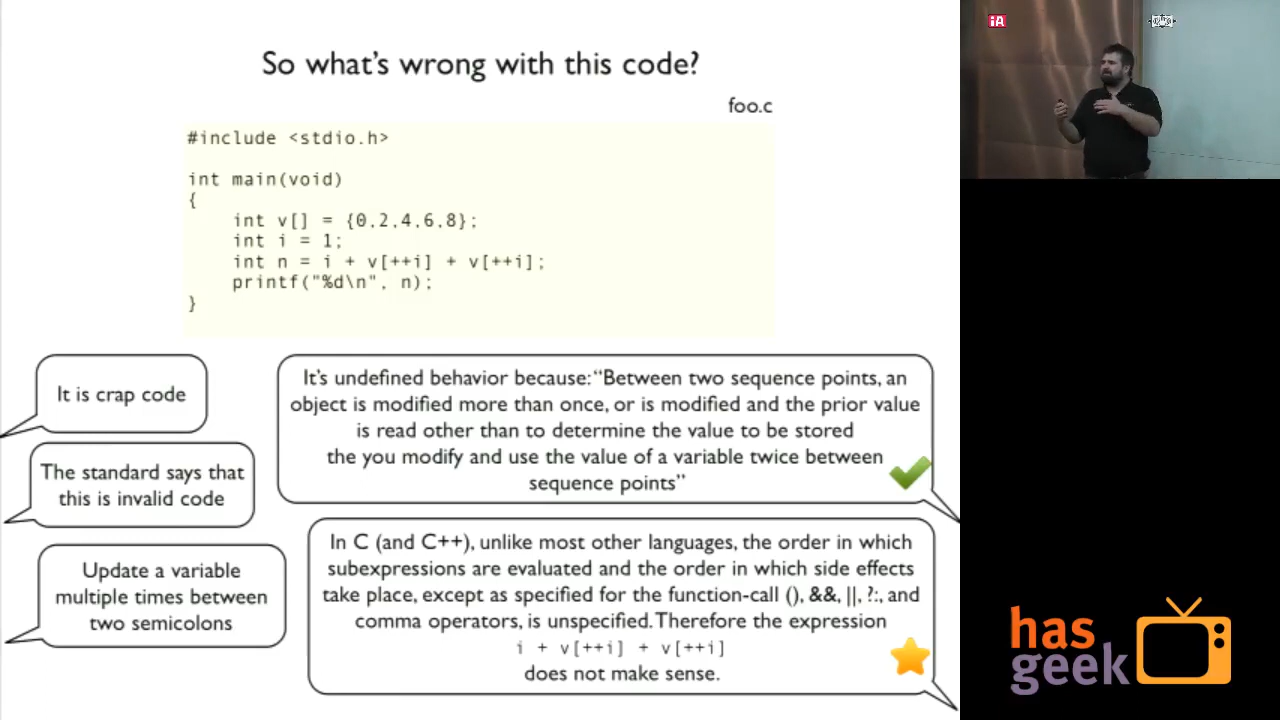 So what's wrong with this code?
foo.c
#include <stdio.h>
int main(void)
{
int v[] = {0,2,4,6,8};
int i = 1;
int n = i + v[++i] + v[++i];
printf("%d\n", n);
}
It is crap code
The standard says that
this is invalid code
Update a variable
multiple times between
two semicolons
It's undefined behavior because: "Between two sequence points, an
object is modified more than once, or is modified and the prior value
is read other than to determine the value to be stored
the you modify and use the value of a variable twice between
sequence points"
In C (and C++), unlike most other languages, the order in which
subexpressions are evaluated and the order in which side effects
take place, except as specified for the function-call (), &&, ||, ?:, and
comma operators, is unspecified. Therefore the expression
i + v[++i] + v[++i]
does not make sense.
iA
has
geek